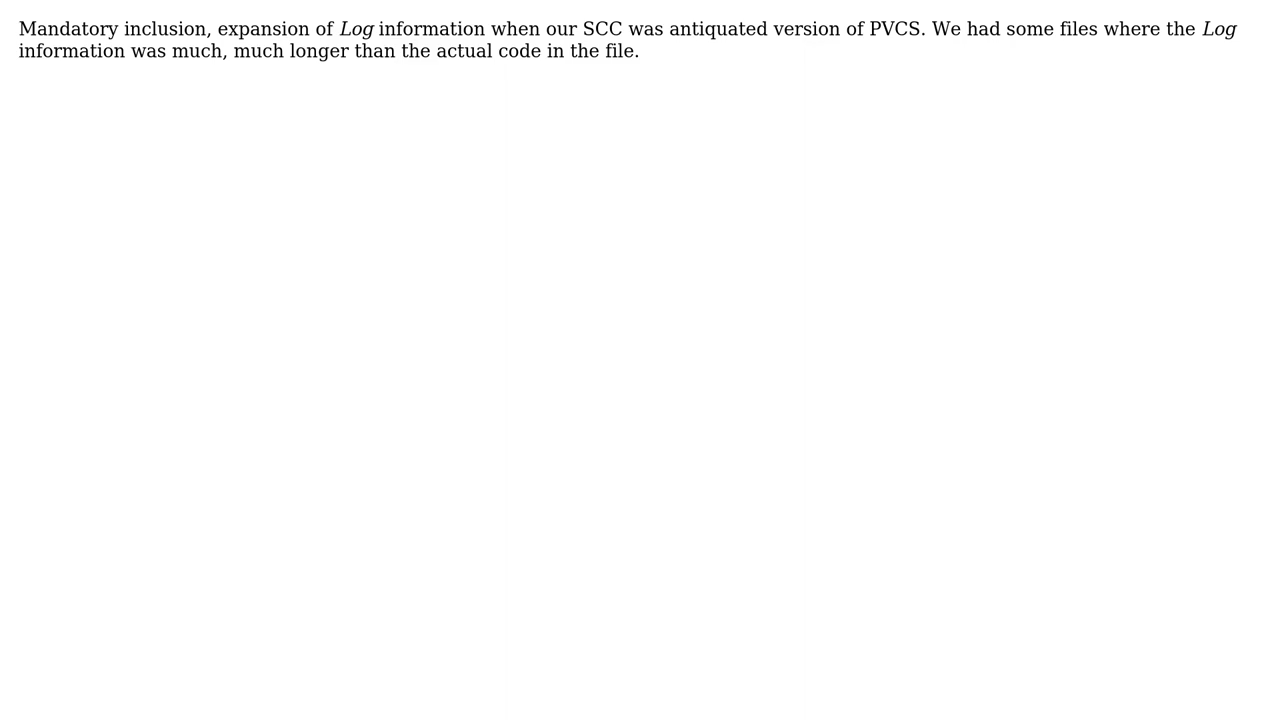 Mandatory inclusion, expansion of Log information when our SCC was antiquated version of PVCS. We had some files where the Log
information was much, much longer than the actual code in the file.